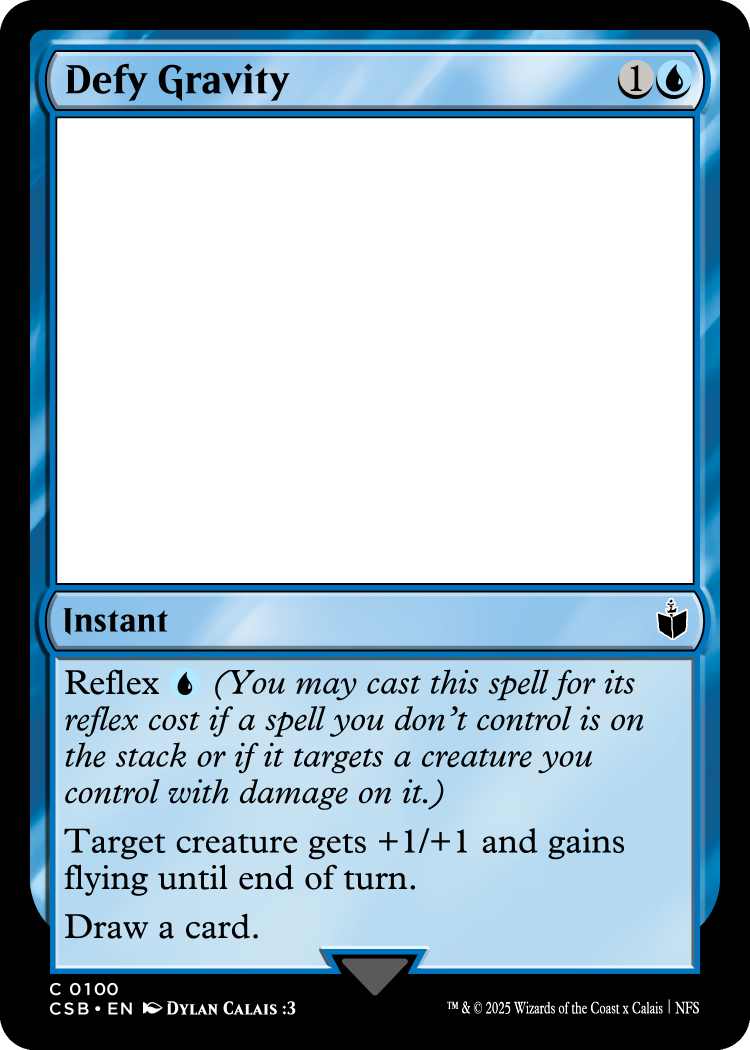 Defy Gravity 1
Instant
Reflex (You may cast this spell for its
reflex cost if a spell you don't control is on
the stack or if it targets a creature you
control with damage on it.)
Target creature gets +1/+1 and gains
flying until end of turn.
Draw a card.
C 0100
CSB • EN Dylan Calais :3
™ & © 2025 Wizards of the Coast x Calais | NFS